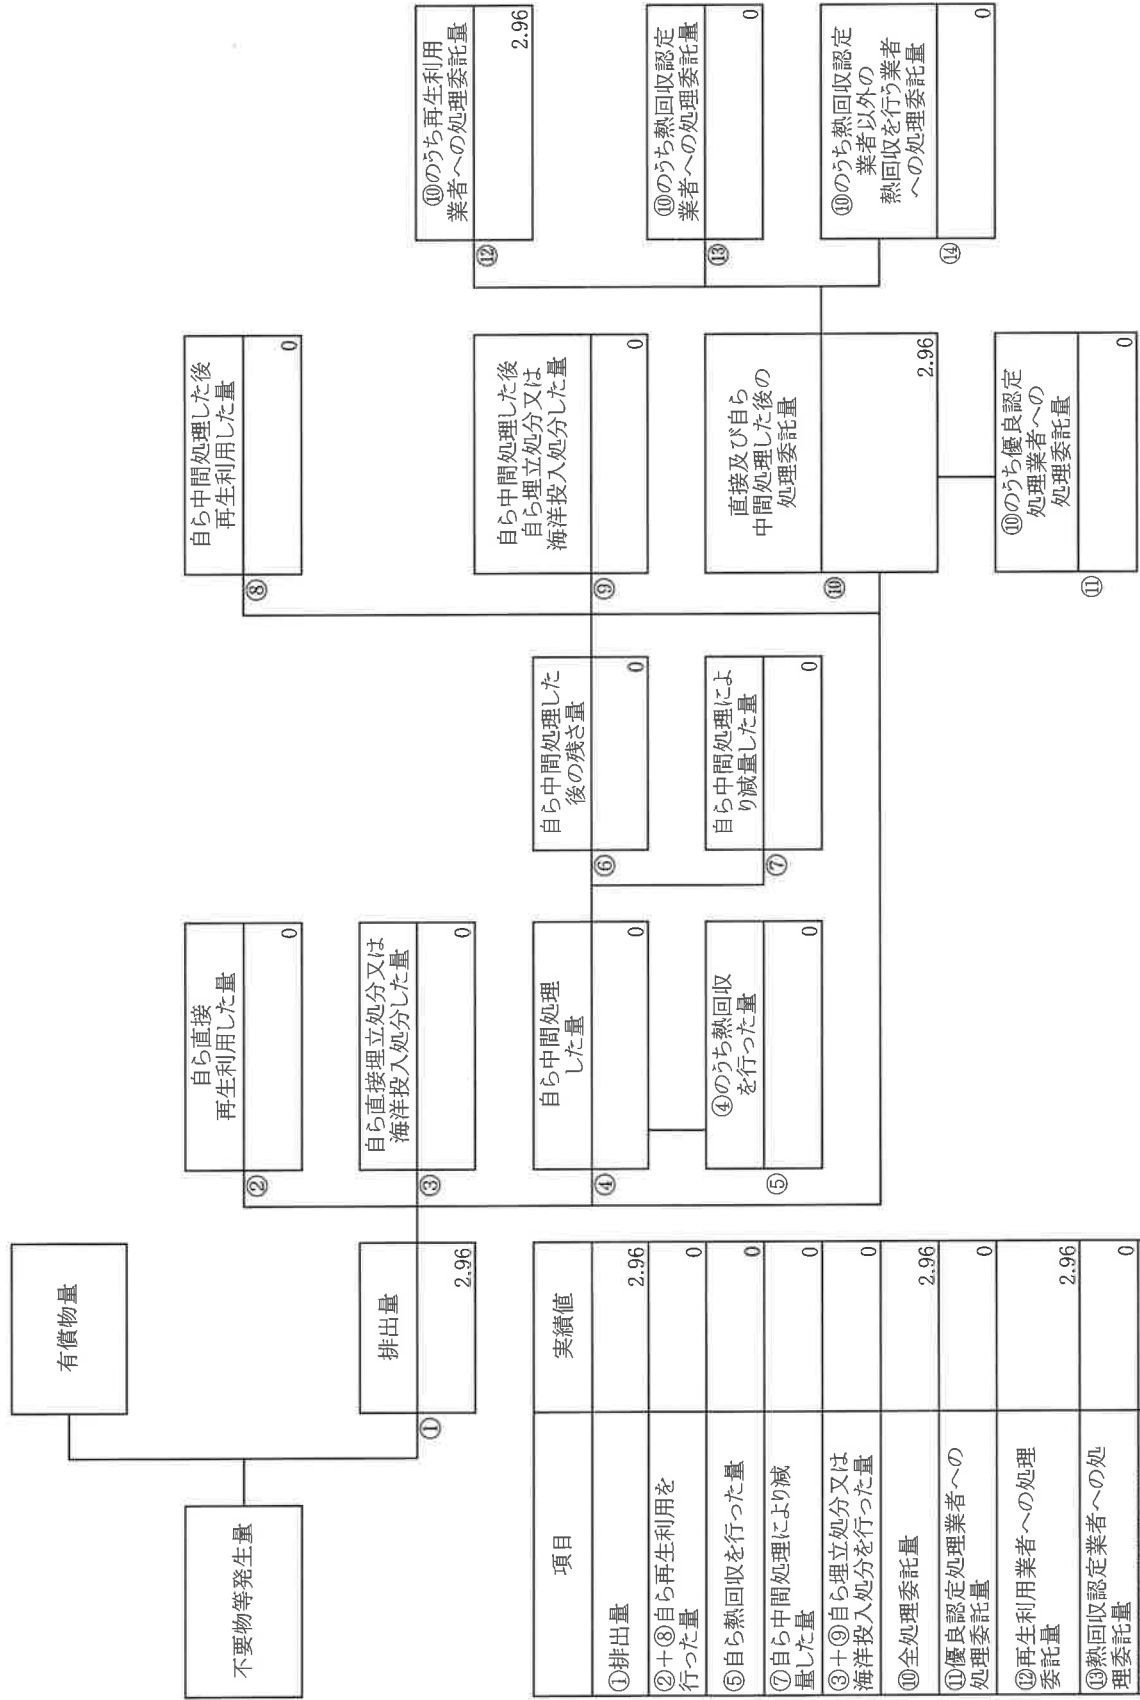 不要物等発生量
有償物量
①
排出量
2.96
②
自ら直接
再生利用した量
0
③
自ら直接埋立処分又は
海洋投入処分した量
0
④
自ら中間処理
した量
0
⑤
④のうち熱回収
を行った量
0
⑥
自ら中間処理した
後の残さ量
0
⑦
自ら中間処理によ
り減量した量
0
⑧
自ら中間処理した後
再生利用した量
0
⑨
自ら中間処理した後
自ら埋立処分又は
海洋投入処分した量
0
⑩
直接及び自ら
中間処理した後の
処理委託量
2.96
⑪
⑩のうち優良認定
処理業者への
処理委託量
0
⑫
⑩のうち再生利用
業者への処理委託量
2.96
⑬
⑩のうち熱回収認定
業者への処理委託量
0
⑭
⑩のうち熱回収認定
業者以外の
熱回収を行う業者
への処理委託量
0
項目 実績値
①排出量 2.96
②+⑧自ら再生利用を
行った量 0
⑤自ら熱回収を行った量 0
⑦自ら中間処理により減
量した量 0
③+⑨自ら埋立処分又は
海洋投入処分を行った量 0
⑩全処理委託量 2.96
⑪優良認定処理業者への
処理委託量 0
⑫再生利用業者への処理
委託量 2.96
⑬熱回収認定業者への処
理委託量 0